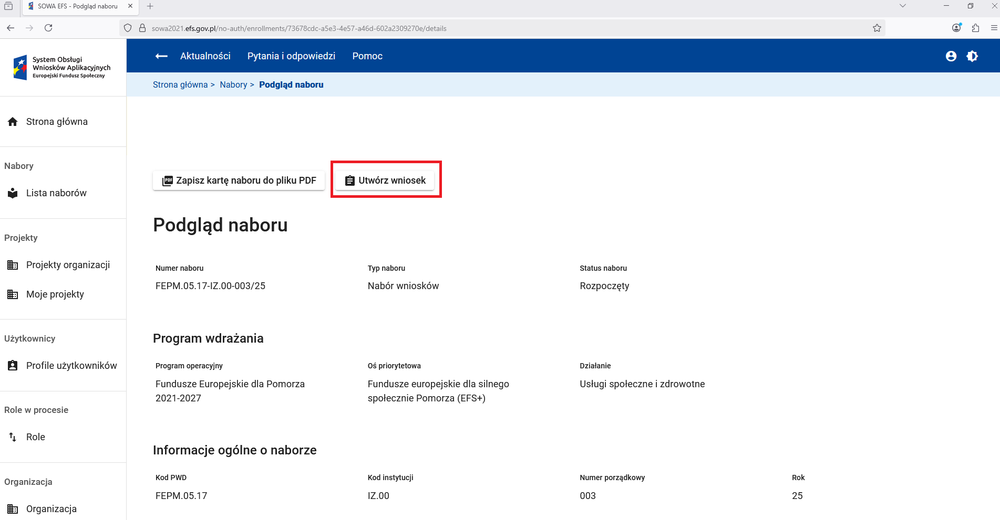 SOWA EFS - Podgląd naboru
sowa2021.efs.gov.pl/no-auth/enrollments/73678cdc-a5e3-4e57-a46d-602a2309270e/details
System Obsługi
Wniosków Aplikacyjnych
Europejski Fundusz Społeczny
Aktualności Pytania i odpowiedzi Pomoc
Strona główna > Nabory > Podgląd naboru
Strona główna
Nabory
Lista naborów
Projekty
Projekty organizacji
Moje projekty
Użytkownicy
Profile użytkowników
Role w procesie
Role
Organizacja
Organizacja
PDF Zapisz kartę naboru do pliku PDF Utwórz wniosek
Podgląd naboru
Numer naboru Typ naboru Status naboru
FEPM.05.17-IZ.00-003/25 Nabór wniosków Rozpoczęty
Program wdrażania
Program operacyjny Oś priorytetowa Działanie
Fundusze Europejskie dla Pomorza Fundusze europejskie dla silnego Usługi społeczne i zdrowotne
2021-2027 społecznie Pomorza (EFS+)
Informacje ogólne o naborze
Kod PWD Kod instytucji Numer porządkowy Rok
FEPM.05.17 IZ.00 003 25